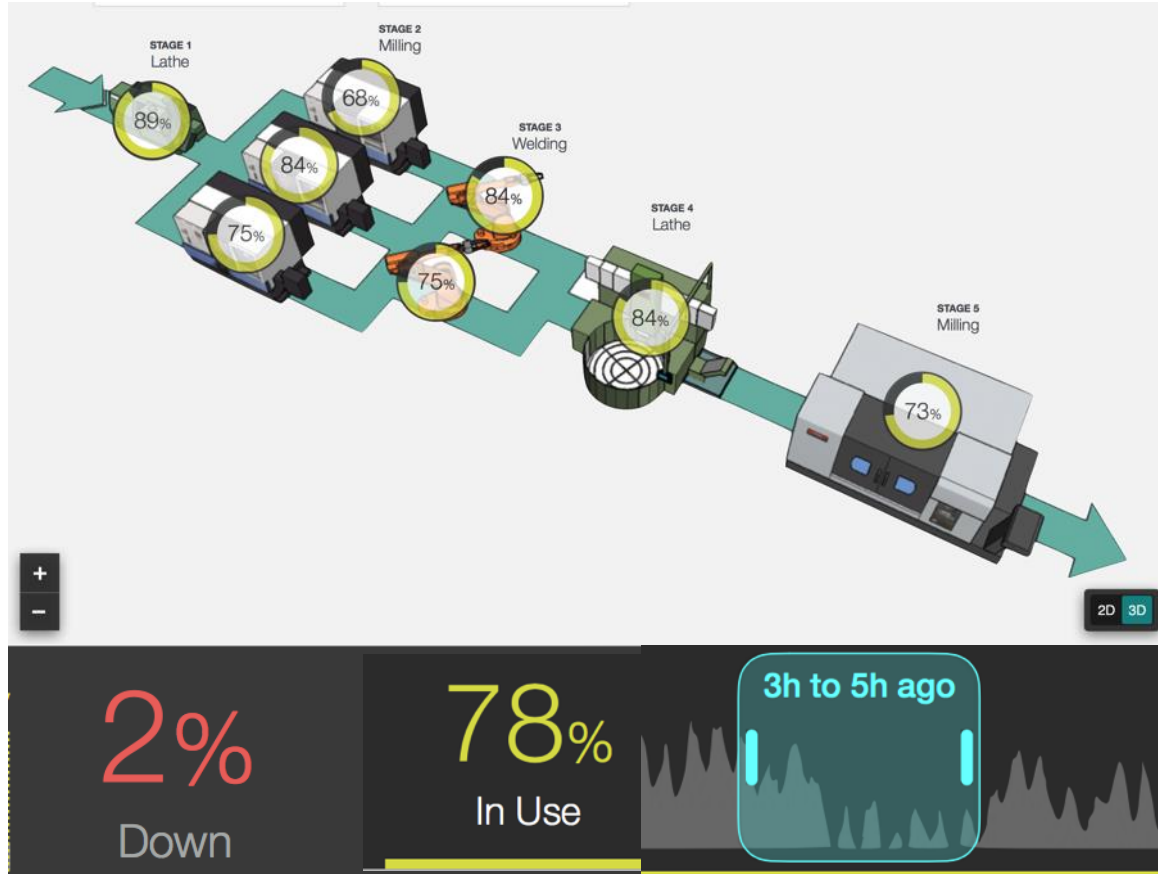 STAGE 1
Lathe
89%
STAGE 2
Milling
68%
84%
75%
STAGE 3
Welding
84%
75%
STAGE 4
Lathe
84%
STAGE 5
Milling
73%
+
−
2D 3D
2%
Down
78%
In Use
3h to 5h ago